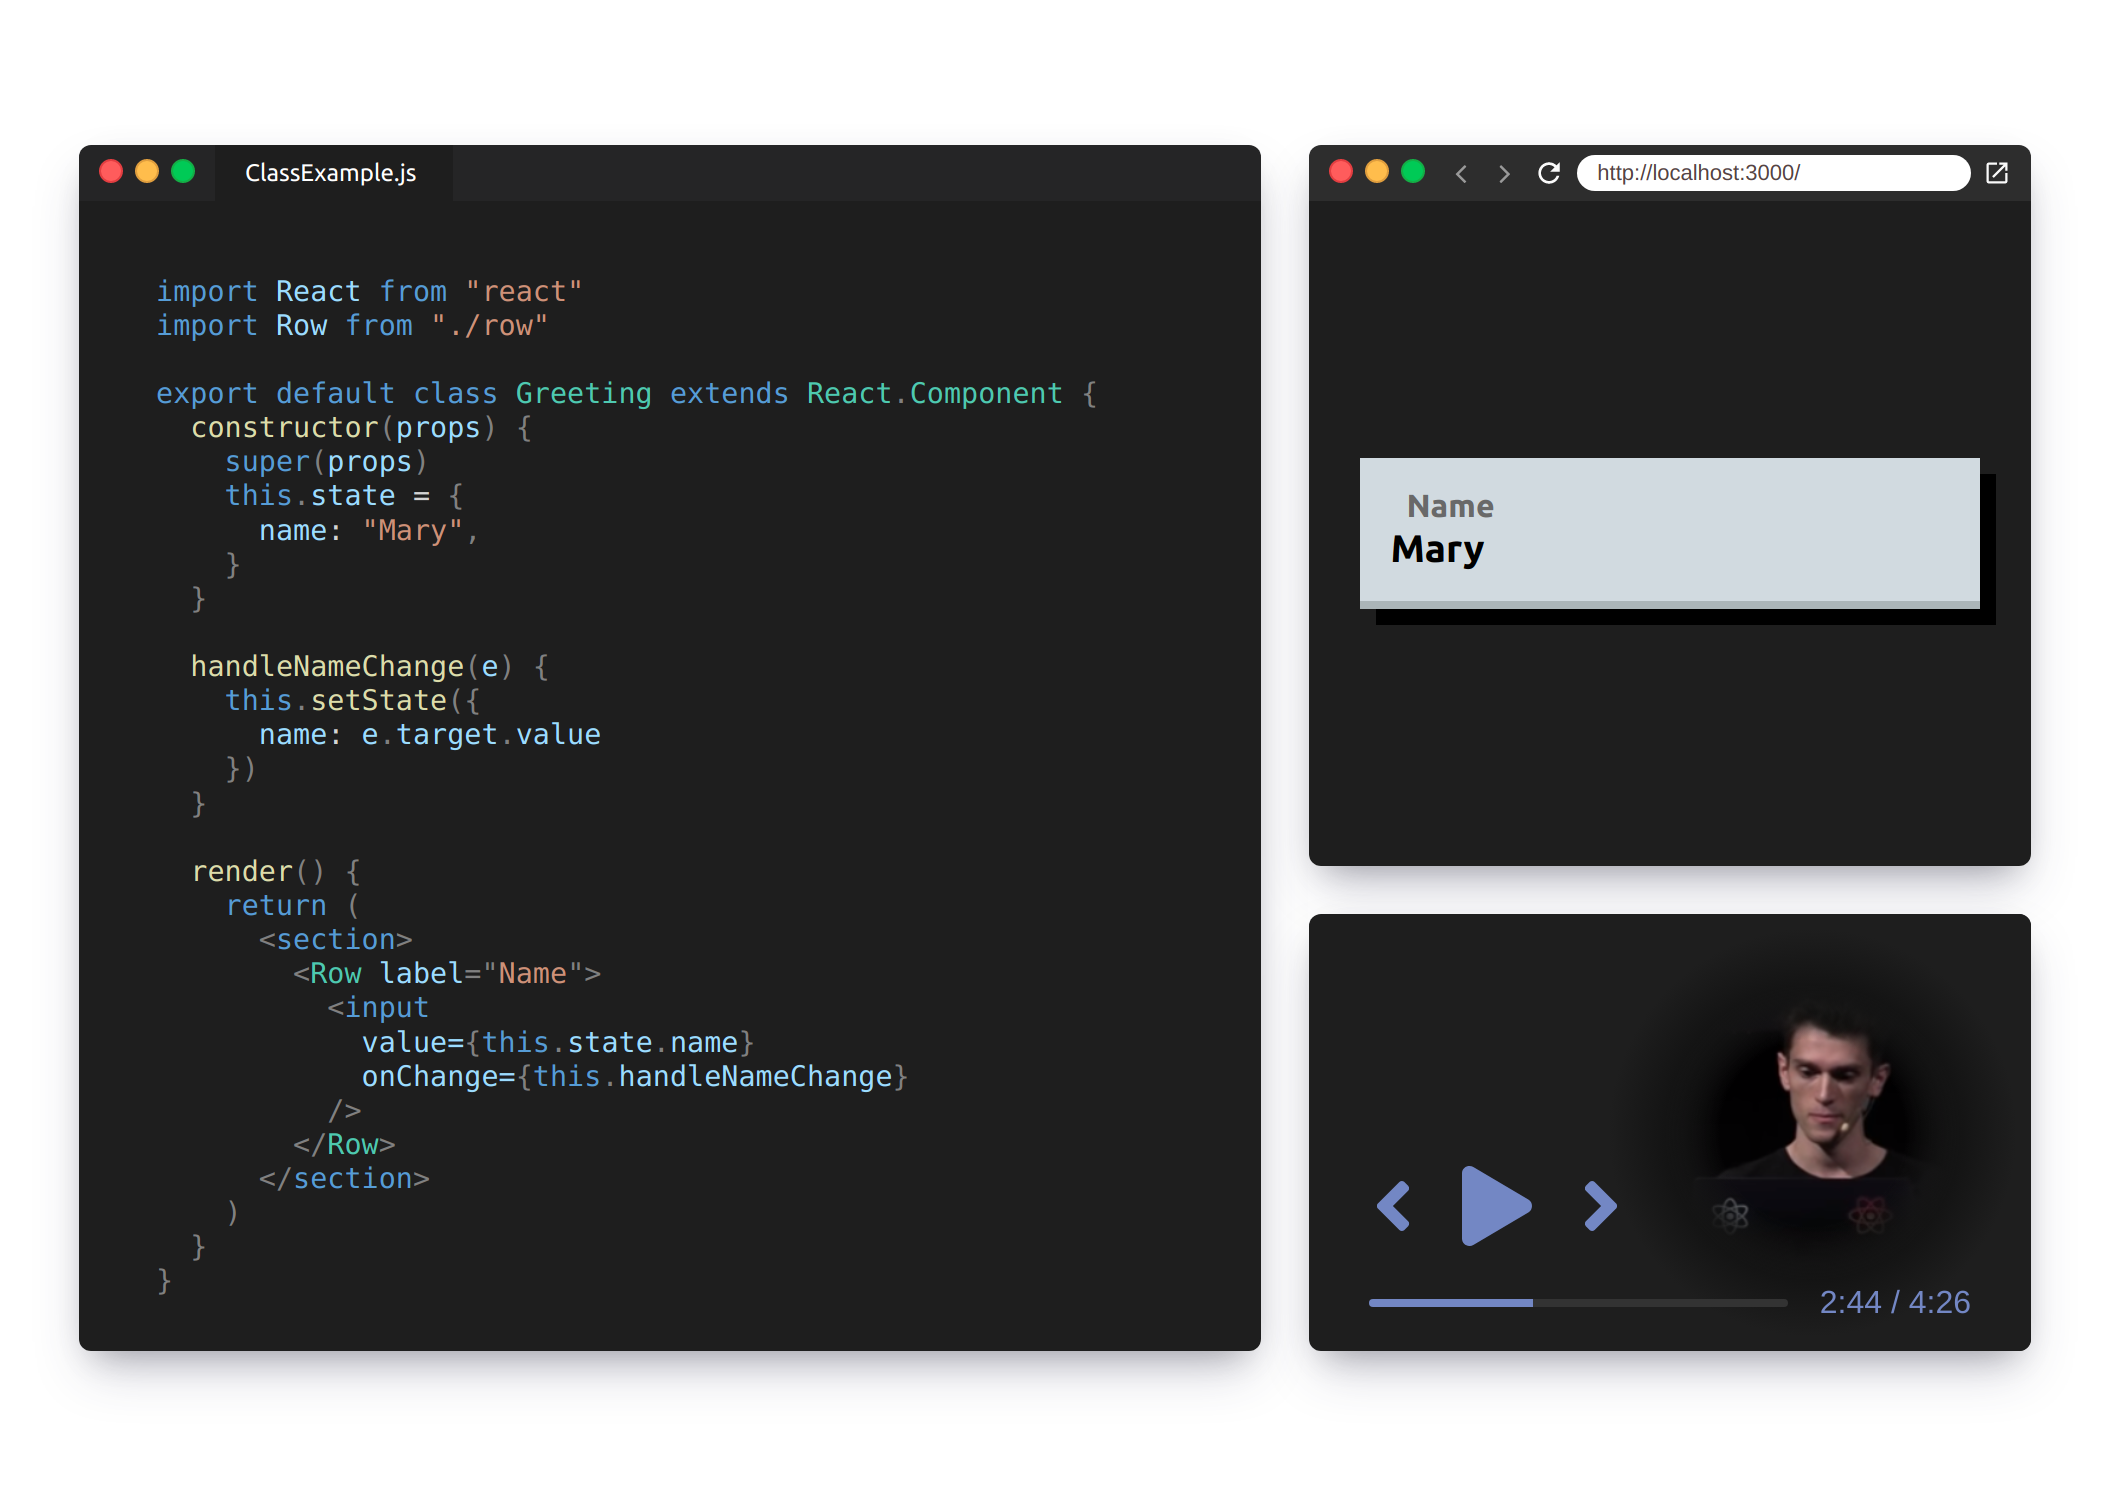 ClassExample.js
import React from "react"
import Row from "./row"
export default class Greeting extends React.Component {
constructor(props) {
super(props)
this.state = {
name: "Mary",
}
}
handleNameChange(e) {
this.setState({
name: e.target.value
})
}
render() {
return (
<section>
<Row label="Name">
<input
value={this.state.name}
onChange={this.handleNameChange}
/>
</Row>
</section>
)
}
}
http://localhost:3000/
Name
Mary
2:44 / 4:26